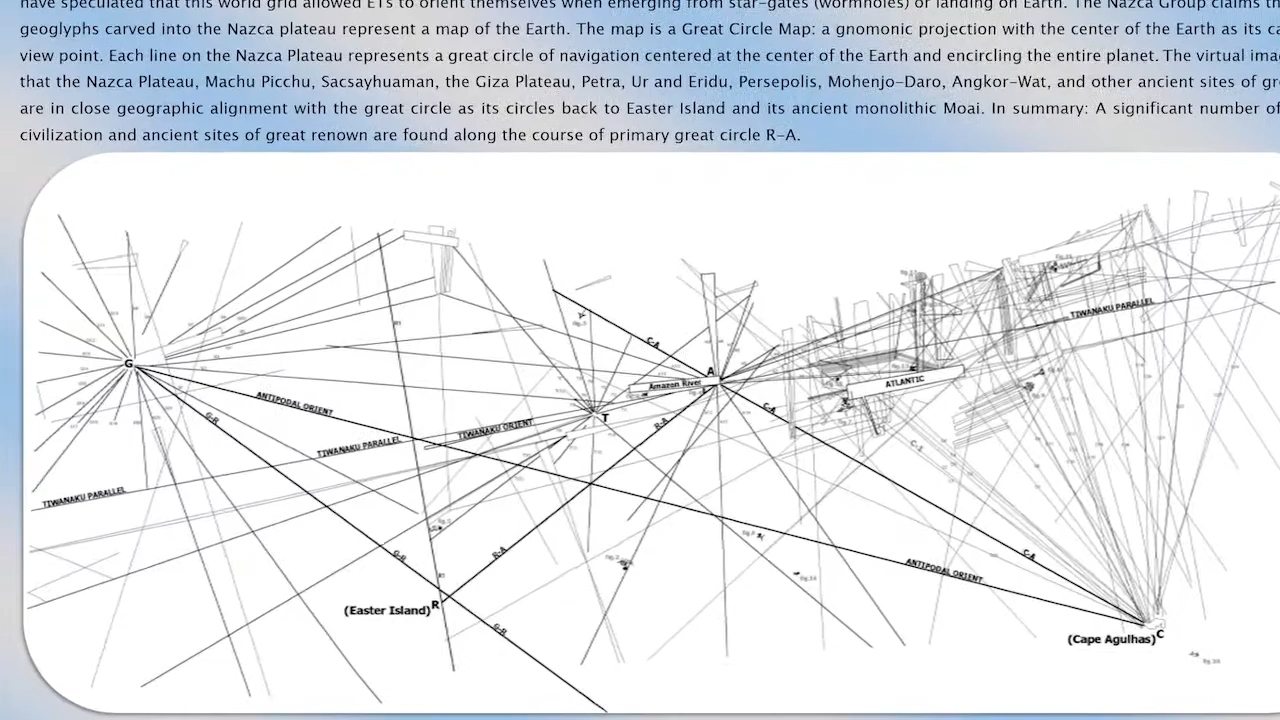 have speculated that this world grid allowed ETs to orient themselves when emerging from star-gates (wormholes) or landing on Earth. The Nazca Group claims
geoglyphs carved into the Nazca plateau represent a map of the Earth. The map is a Great Circle Map: a gnomonic projection with the center of the Earth as its
view point. Each line on the Nazca Plateau represents a great circle of navigation centered at the center of the Earth and encircling the entire planet. The virtual
that the Nazca Plateau, Machu Picchu, Sacsayhuaman, the Giza Plateau, Petra, Ur and Eridu, Persepolis, Mohenjo-Daro, Angkor-Wat, and other ancient sites of
are in close geographic alignment with the great circle as its circles back to Easter Island and its ancient monolithic Moai. In summary: A significant number of
civilization and ancient sites of great renown are found along the course of primary great circle R-A.
TIWANAKU PARALLEL
C-A
G
A
Amazon River
ATLANTIC
ANTIPODAL ORIENT
G-R
T
C-A
R-A
TIWANAKU ORIENT
TIWANAKU PARALLEL
C-1
TIWANAKU PARALLEL
G-R
R-A
C-A
ANTIPODAL ORIENT
(Easter Island) R
G-R
(Cape Agulhas) C